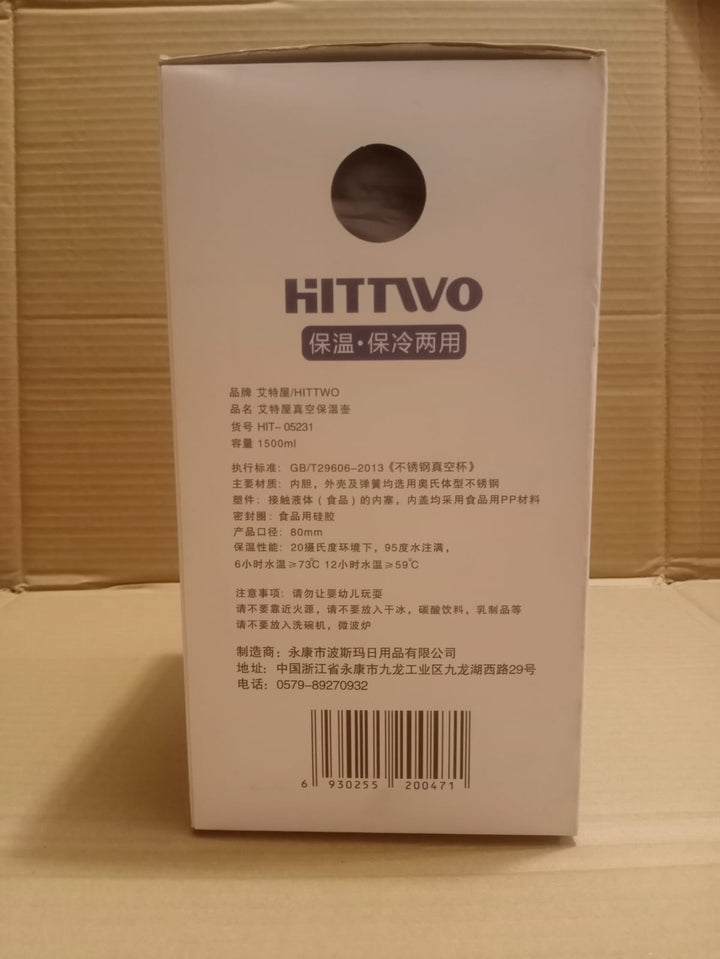 HITTWO
保温·保冷两用
品牌 艾特屋/HITTWO
品名 艾特屋真空保温壶
货号 HIT-05231
容量 1500ml
执行标准：GB/T29606-2013《不锈钢真空杯》
主要材质：内胆，外壳及弹簧均选用奥氏体型不锈钢
塑件：接触液体（食品）的内塞，内盖均采用食品用PP材料
密封圈：食品用硅胶
产品口径：80mm
保温性能：20摄氏度环境下，95度水注满，
6小时水温≥73℃ 12小时水温≥59℃
注意事项：请勿让婴幼儿玩耍
请不要靠近火源，请不要放入干冰，碳酸饮料，乳制品等
请不要放入洗碗机，微波炉
制造商：永康市波斯玛日用品有限公司
地址：中国浙江省永康市九龙工业区九龙湖西路29号
电话：0579-89270932
6 930255 200471